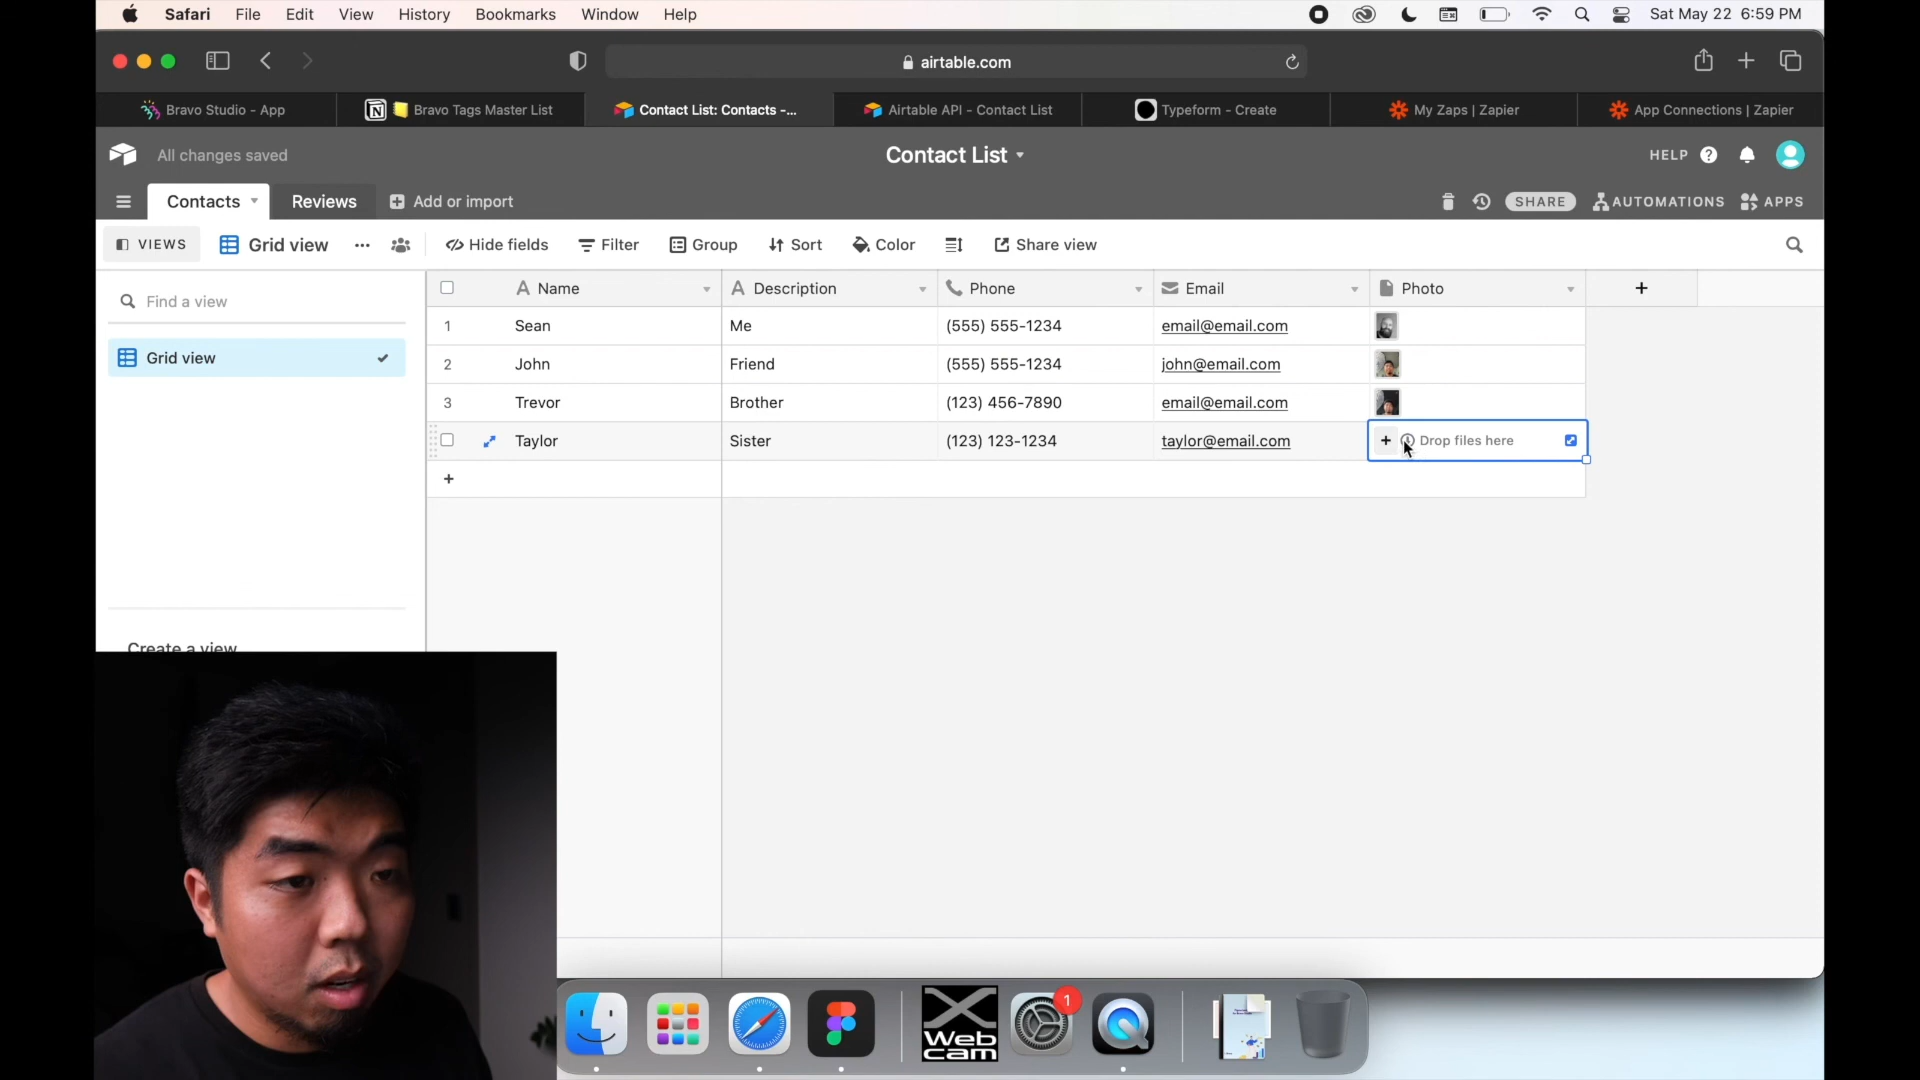 Safari File Edit View History Bookmarks Window Help Sat May 22 6:59 PM
airtable.com
Bravo Studio - App Bravo Tags Master List Contact List: Contacts -... Airtable API - Contact List Typeform - Create My Zaps | Zapier App Connections | Zapier
All changes saved Contact List HELP
Contacts Reviews Add or import SHARE AUTOMATIONS APPS
VIEWS Grid view Hide fields Filter Group Sort Color Share view
Find a view
Grid view
Create a view
Name Description Phone Email Photo
1 Sean Me (555) 555-1234 email@email.com
2 John Friend (555) 555-1234 john@email.com
3 Trevor Brother (123) 456-7890 email@email.com
Taylor Sister (123) 123-1234 taylor@email.com Drop files here
1
Web
cam